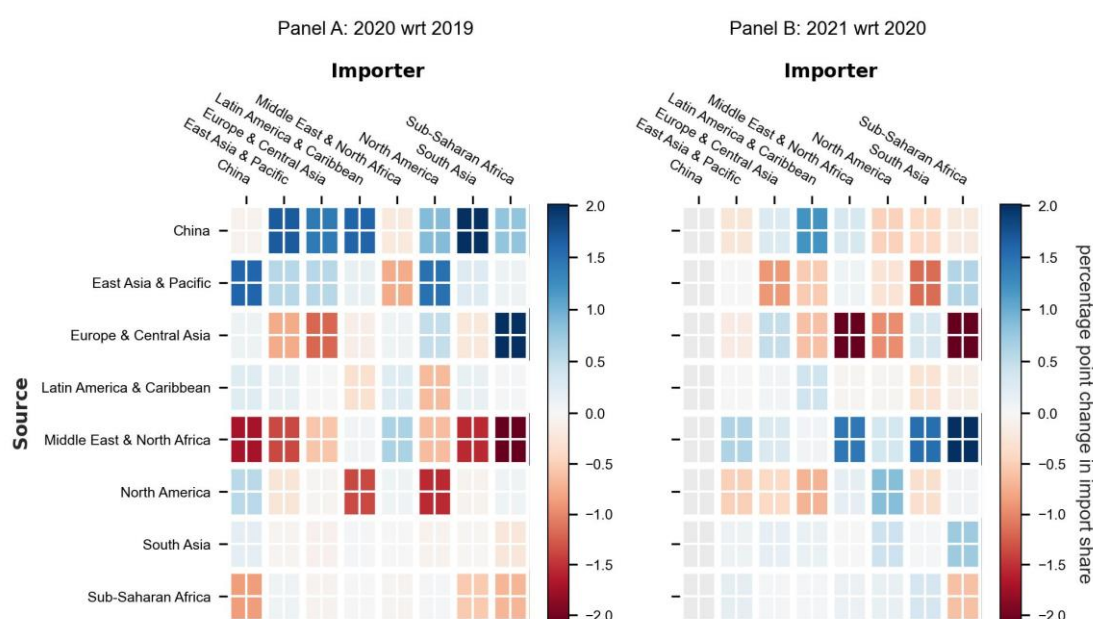 Panel A: 2020 wrt 2019
Importer
China
East Asia & Pacific
Europe & Central Asia
Latin America & Caribbean
Middle East & North Africa
North America
South Asia
Sub-Saharan Africa
Source
China
East Asia & Pacific
Europe & Central Asia
Latin America & Caribbean
Middle East & North Africa
North America
South Asia
Sub-Saharan Africa
2.0
1.5
1.0
0.5
0.0
−0.5
−1.0
−1.5
−2.0
Panel B: 2021 wrt 2020
Importer
China
East Asia & Pacific
Europe & Central Asia
Latin America & Caribbean
Middle East & North Africa
North America
South Asia
Sub-Saharan Africa
2.0
1.5
1.0
0.5
0.0
−0.5
−1.0
−1.5
−2.0
percentage point change in import share